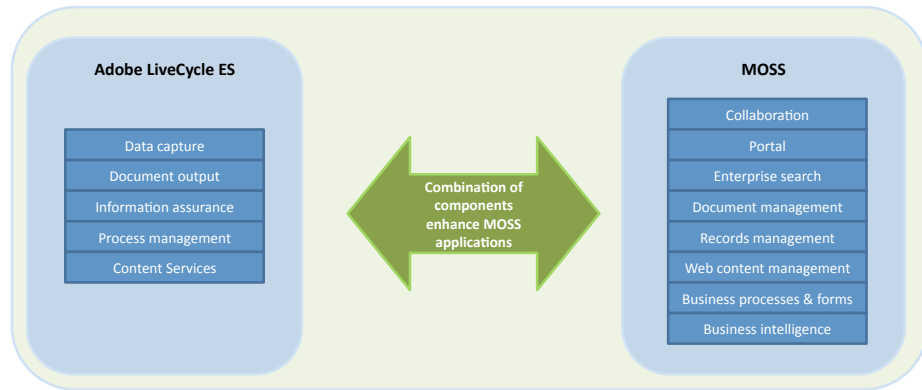 Adobe LiveCycle ES
Data capture
Document output
Information assurance
Process management
Content Services
Combination of
components
enhance MOSS
applications
MOSS
Collaboration
Portal
Enterprise search
Document management
Records management
Web content management
Business processes & forms
Business intelligence